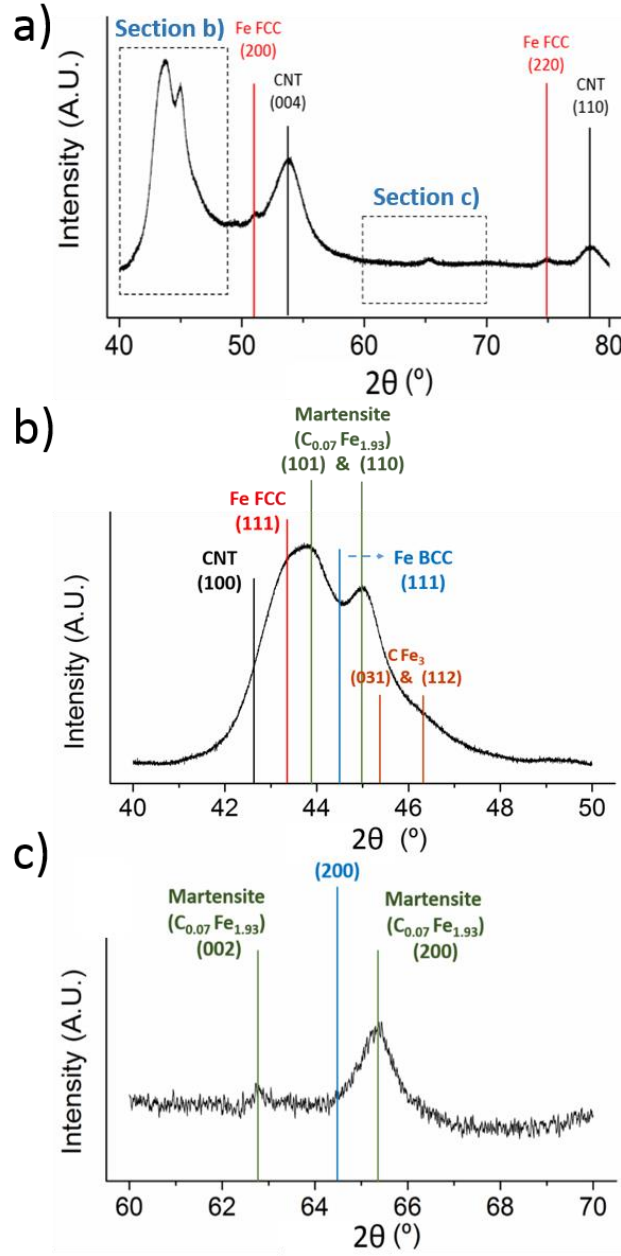 a)
Section b)
Fe FCC
(200)
CNT
(004)
Section c)
Fe FCC
(220)
CNT
(110)
Intensity (A.U.)
40 50 60 70 80
2θ (º)
b)
Martensite
(C0.07 Fe1.93)
(101) & (110)
Fe FCC
(111)
CNT
(100)
Fe BCC
(111)
C Fe3
(031) & (112)
Intensity (A.U.)
40 42 44 46 48 50
2θ (º)
c)
(200)
Martensite
(C0.07 Fe1.93)
(002)
Martensite
(C0.07 Fe1.93)
(200)
Intensity (A.U.)
60 62 64 66 68 70
2θ (º)